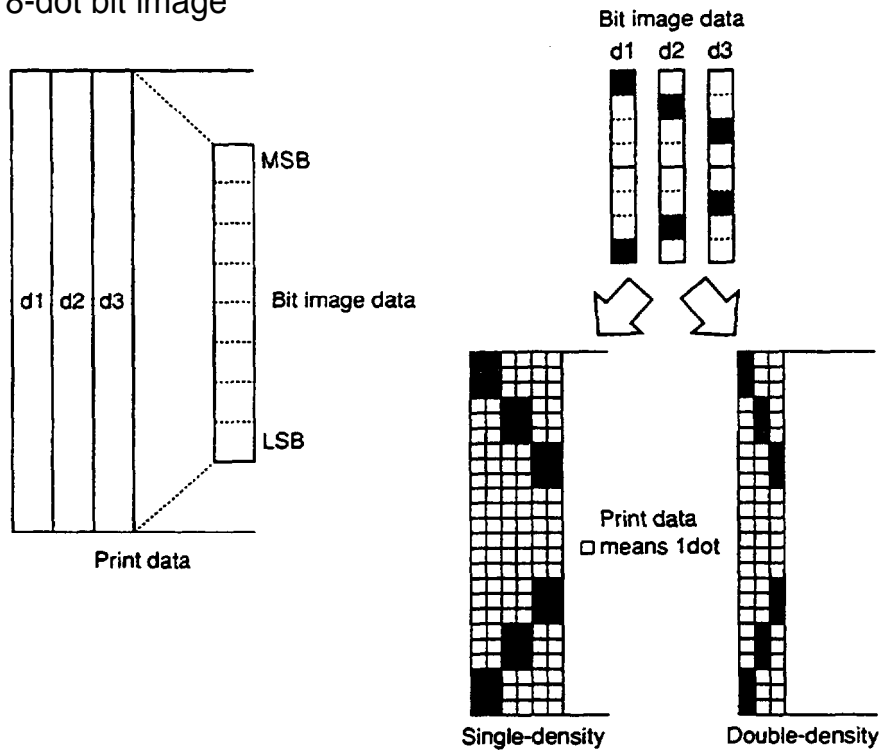 8-dot bit image
d1 d2 d3
MSB
Bit image data
LSB
Print data
Bit image data
d1 d2 d3
Print data
□ means 1dot
Single-density
Double-density